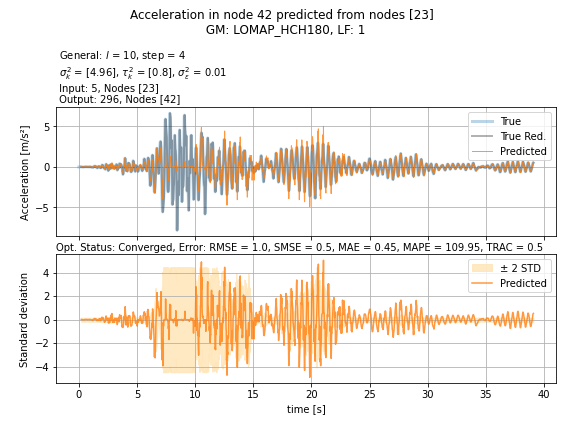 Acceleration in node 42 predicted from nodes [23]
GM: LOMAP_HCH180, LF: 1
General: l = 10, step = 4
σ²ₖ = [4.96], τ²ₖ = [0.8], σ²ₑ = 0.01
Input: 5, Nodes [23]
Output: 296, Nodes [42]
Acceleration [m/s²]
5
0
−5
True
True Red.
Predicted
Opt. Status: Converged, Error: RMSE = 1.0, SMSE = 0.5, MAE = 0.45, MAPE = 109.95, TRAC = 0.5
Standard deviation
4
2
0
−2
−4
± 2 STD
Predicted
0 5 10 15 20 25 30 35 40
time [s]